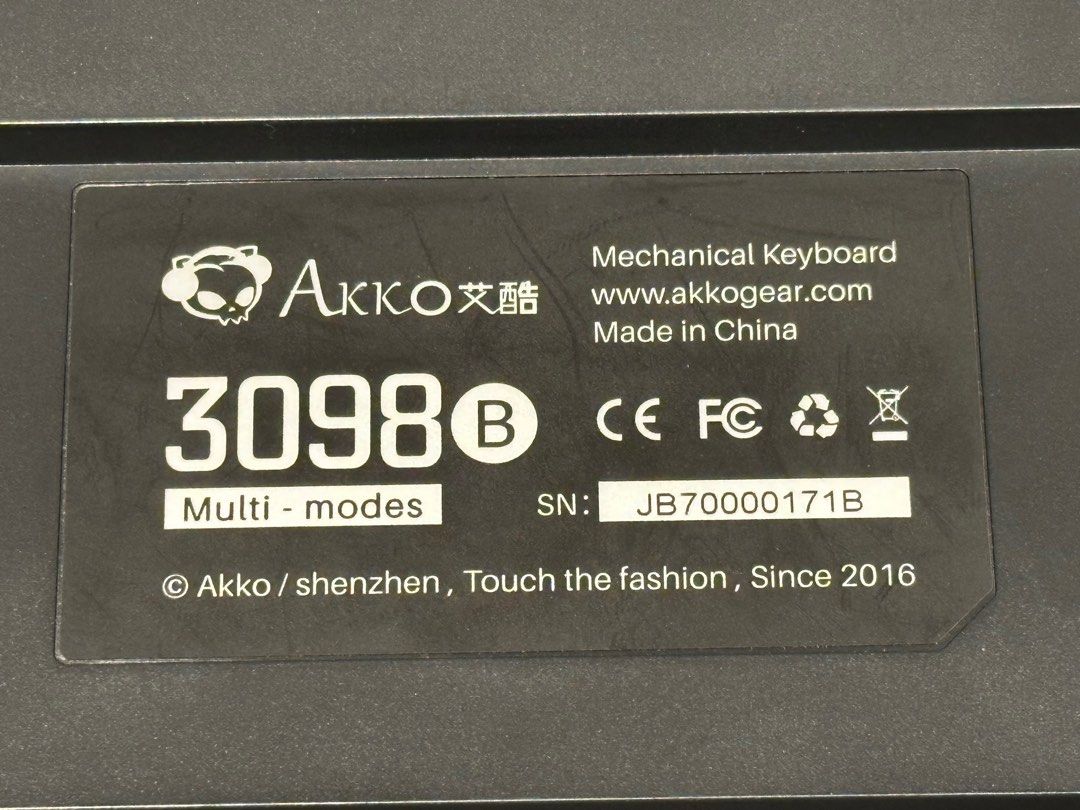 AKKO艾酷
Mechanical Keyboard
www.akkogear.com
Made in China
3098 B
CE FC
Multi - modes
SN: JB70000171B
© Akko / shenzhen , Touch the fashion , Since 2016